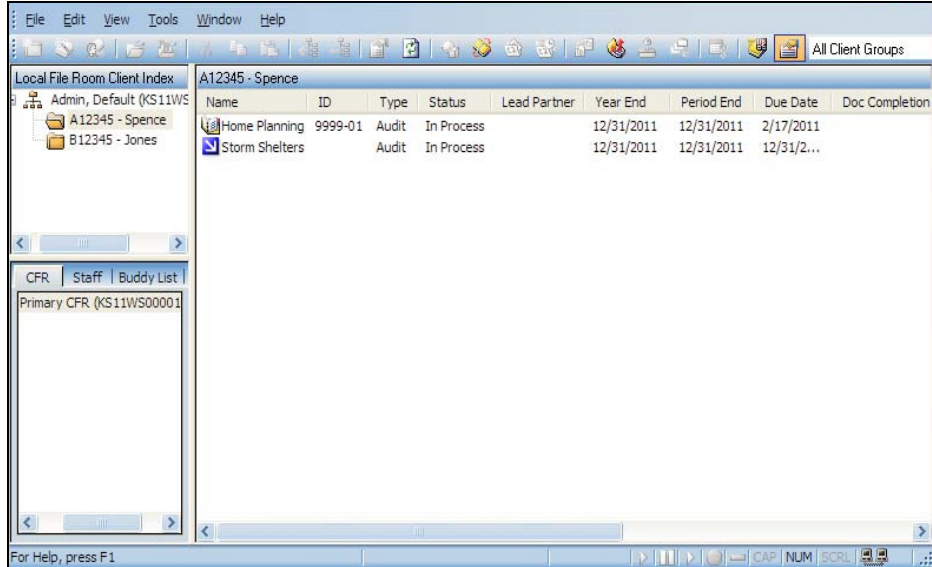 File Edit View Tools Window Help
All Client Groups
Local File Room Client Index
Admin, Default (KS11WS
A12345 - Spence
B12345 - Jones
A12345 - Spence
Name ID Type Status Lead Partner Year End Period End Due Date Doc Completion
Home Planning 9999-01 Audit In Process 12/31/2011 12/31/2011 2/17/2011
Storm Shelters Audit In Process 12/31/2011 12/31/2011 12/31/2...
CFR Staff Buddy List
Primary CFR (KS11WS00001
For Help, press F1
CAP NUM SCRL